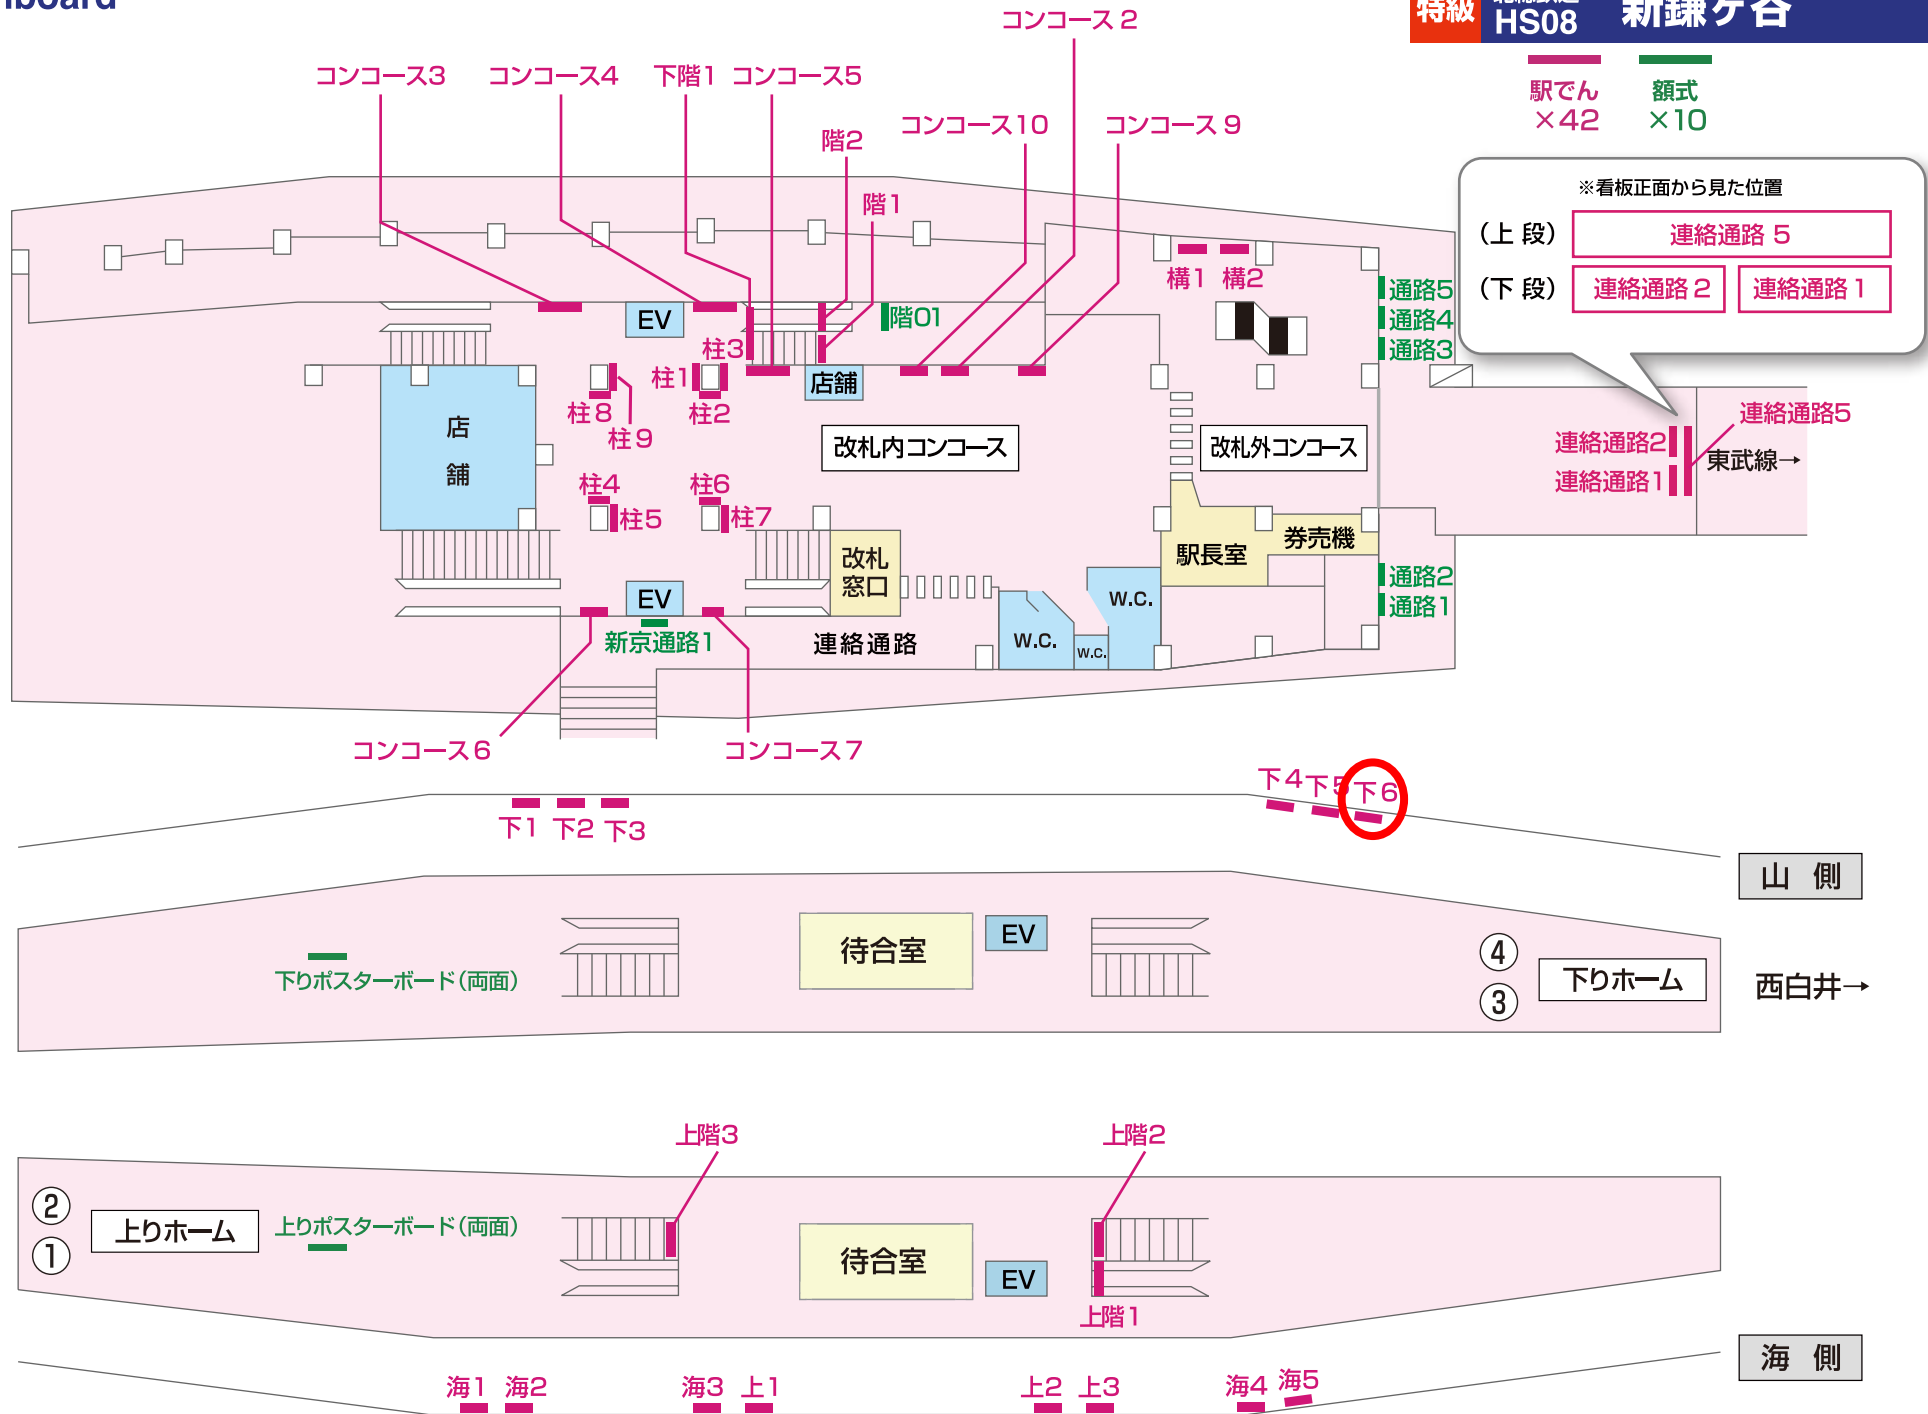 特級
HS08
新鎌ヶ谷
駅でん
×42
額式
×10
コンコース 2
コンコース3
コンコース4
下階1
コンコース5
階2
コンコース10
コンコース 9
階1
※看板正面から見た位置
(上 段)
連絡通路 5
(下 段)
連絡通路 2
連絡通路 1
構1
構2
通路5
通路4
通路3
EV
階01
柱3
柱1
店舗
柱8
柱9
柱2
店
舗
改札内コンコース
改札外コンコース
連絡通路5
連絡通路2
連絡通路1
東武線→
柱4
柱5
柱6
柱7
改札
窓口
駅長室
券売機
通路2
通路1
EV
新京通路1
連絡通路
W.C.
W.C.
W.C.
コンコース 6
コンコース 7
下1
下2
下3
下4
下5
下6
山 側
待合室
EV
下りポスターボード(両面)
④
③
下りホーム
西白井→
上階3
上階2
②
①
上りホーム
上りポスターボード(両面)
待合室
EV
上階1
海 側
海1
海2
海3
上1
上2
上3
海4
海5